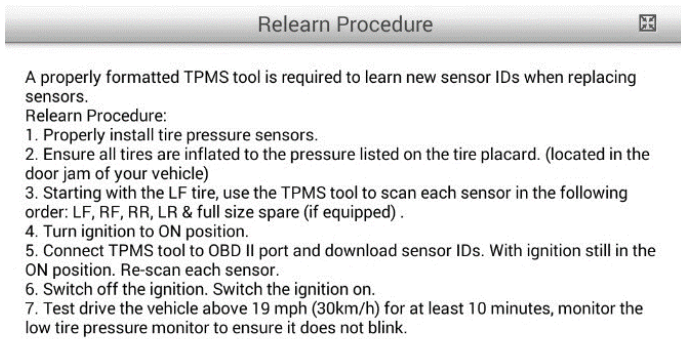 Relearn Procedure
A properly formatted TPMS tool is required to learn new sensor IDs when replacing
sensors.
Relearn Procedure:
1. Properly install tire pressure sensors.
2. Ensure all tires are inflated to the pressure listed on the tire placard. (located in the
door jam of your vehicle)
3. Starting with the LF tire, use the TPMS tool to scan each sensor in the following
order: LF, RF, RR, LR & full size spare (if equipped) .
4. Turn ignition to ON position.
5. Connect TPMS tool to OBD II port and download sensor IDs. With ignition still in the
ON position. Re-scan each sensor.
6. Switch off the ignition. Switch the ignition on.
7. Test drive the vehicle above 19 mph (30km/h) for at least 10 minutes, monitor the
low tire pressure monitor to ensure it does not blink.